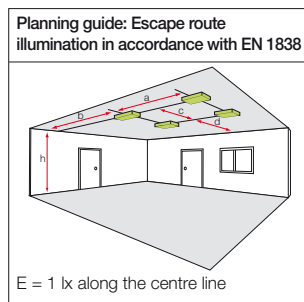 Planning guide: Escape route
illumination in accordance with EN 1838
a
b
c
d
h
E = 1 lx along the centre line